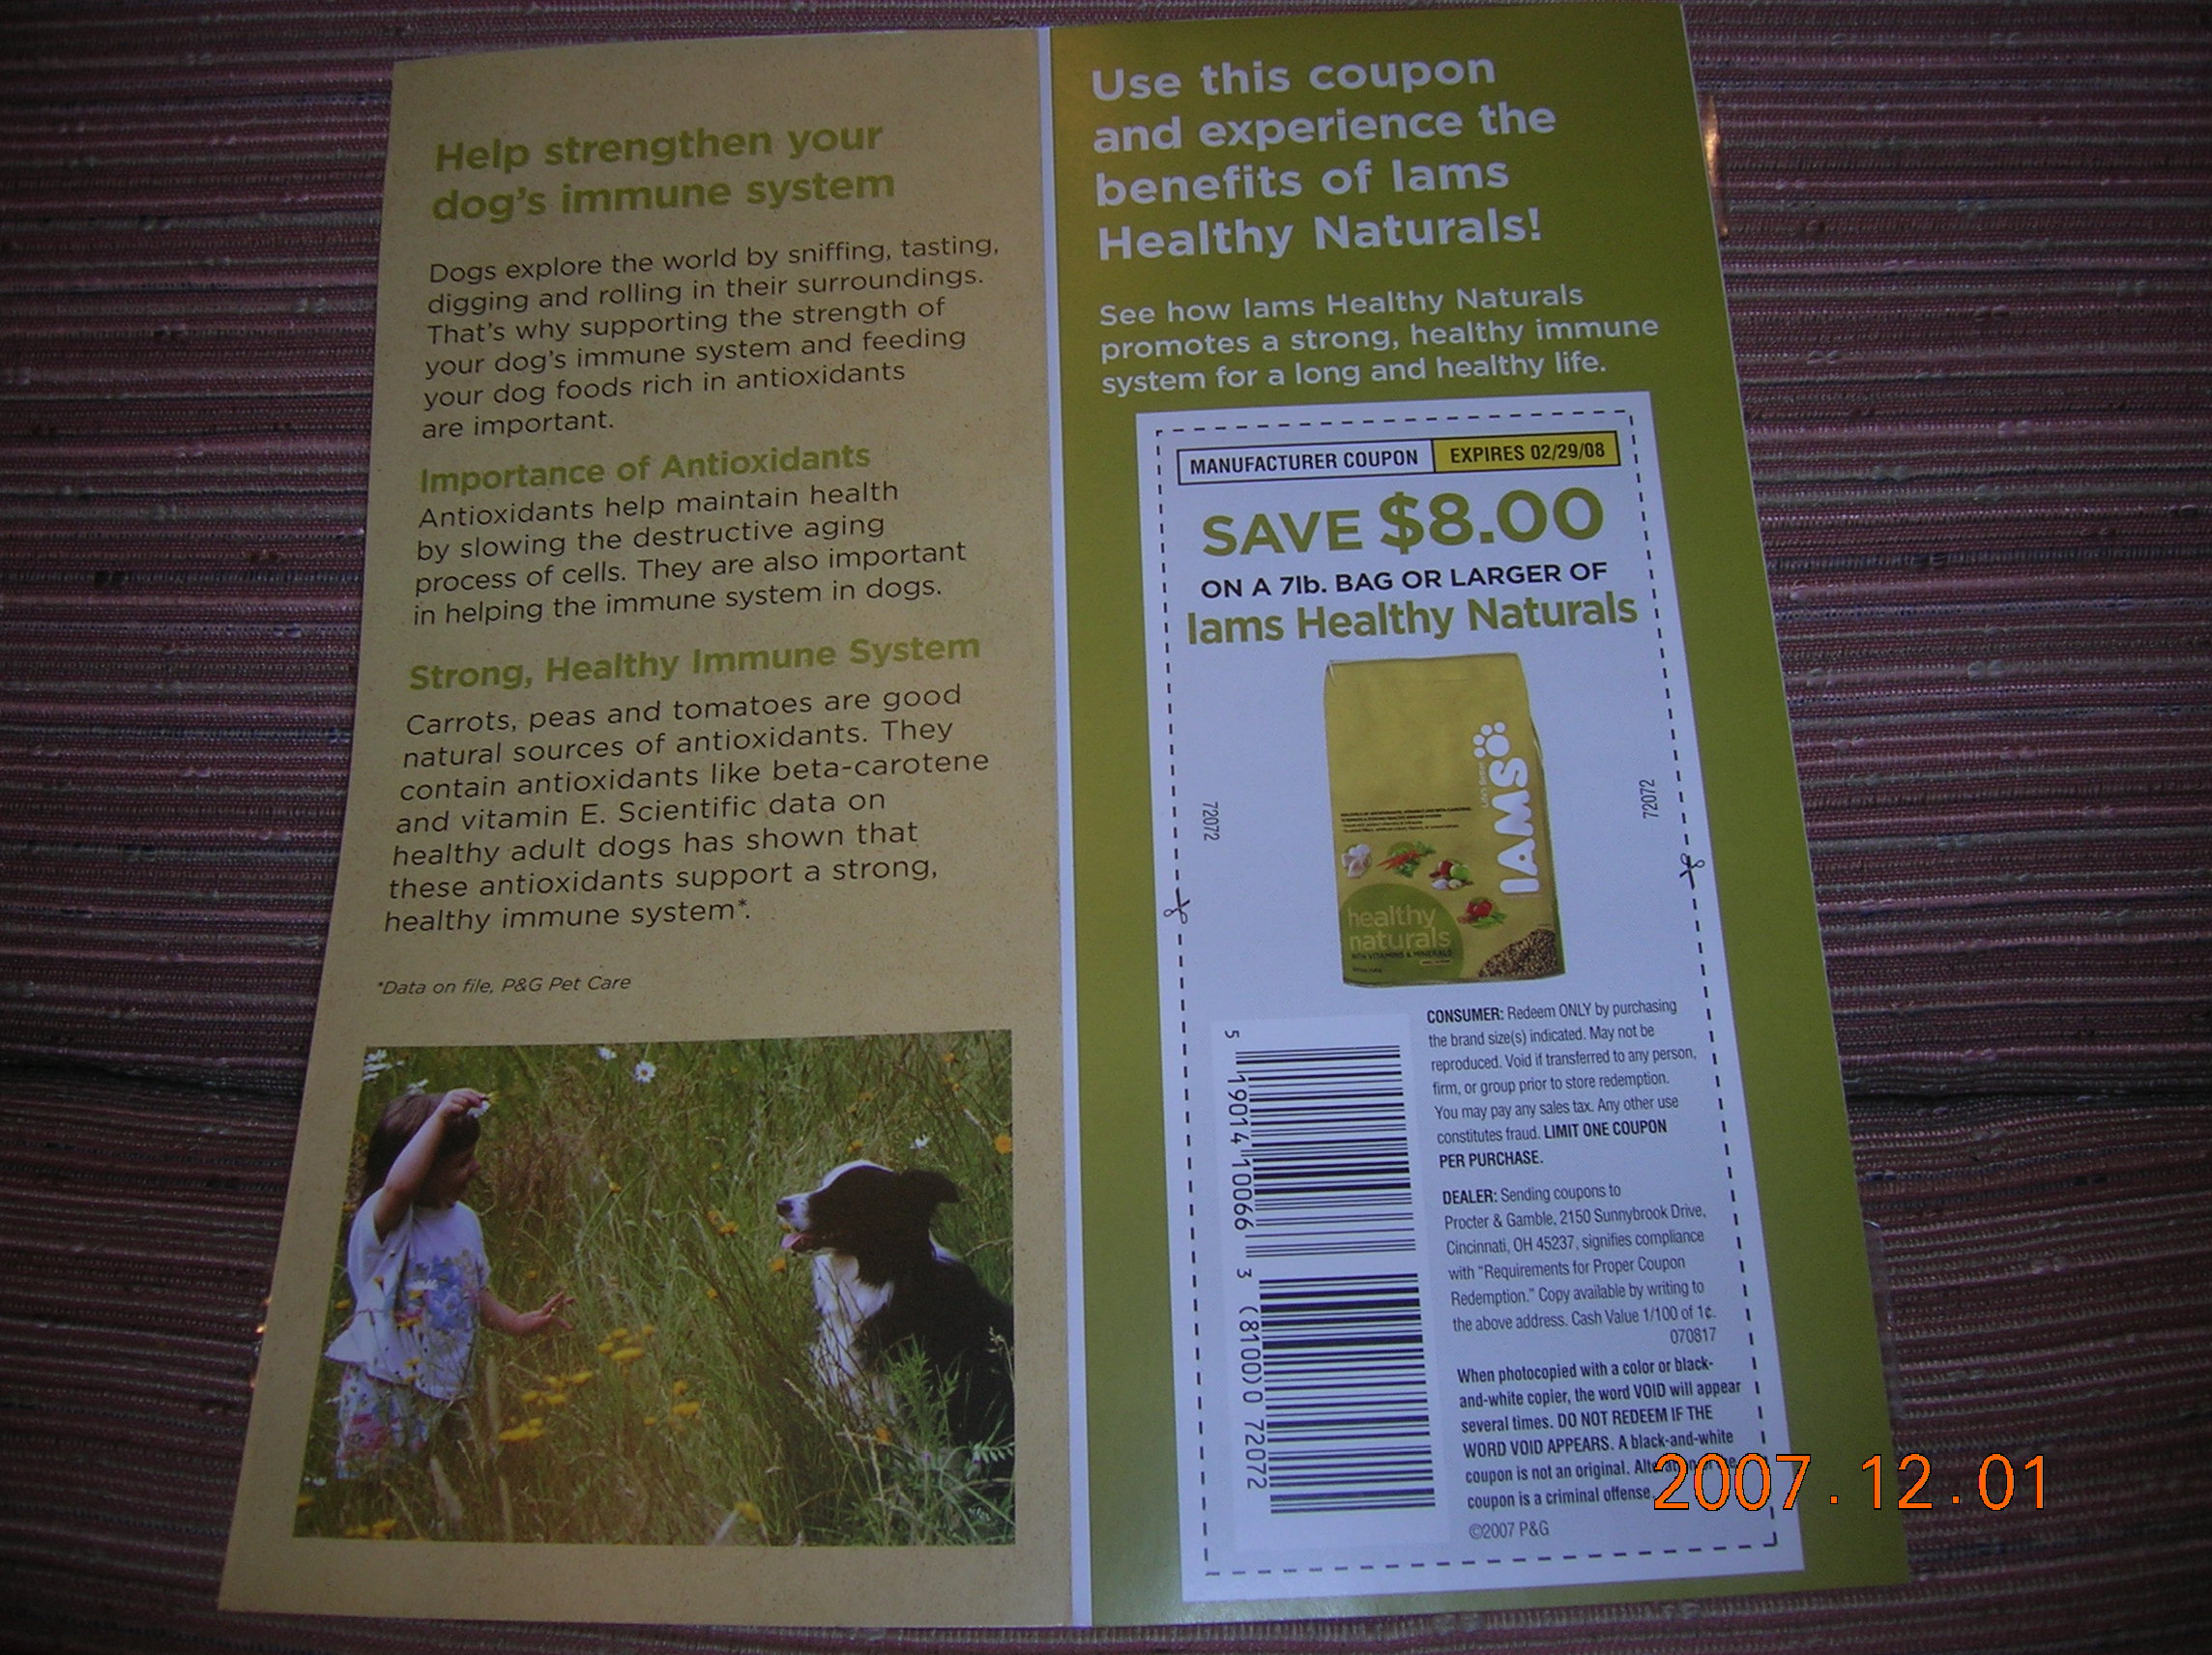 Help strengthen your
dog's immune system
Dogs explore the world by sniffing, tasting,
digging and rolling in their surroundings.
That's why supporting the strength of
your dog's immune system and feeding
your dog foods rich in antioxidants
are important.
Importance of Antioxidants
Antioxidants help maintain health
by slowing the destructive aging
process of cells. They are also important
in helping the immune system in dogs.
Strong, Healthy Immune System
Carrots, peas and tomatoes are good
natural sources of antioxidants. They
contain antioxidants like beta-carotene
and vitamin E. Scientific data on
healthy adult dogs has shown that
these antioxidants support a strong,
healthy immune system*.
*Data on file, P&G Pet Care
Use this coupon
and experience the
benefits of Iams
Healthy Naturals!
See how Iams Healthy Naturals
promotes a strong, healthy immune
system for a long and healthy life.
MANUFACTURER COUPON EXPIRES 02/29/08
SAVE $8.00
ON A 7lb. BAG OR LARGER OF
Iams Healthy Naturals
72072
72072
IAMS
healthy
naturals
WITH VITAMINS & MINERALS
5 19014 10066 3 (8100)0 72072
CONSUMER: Redeem ONLY by purchasing
the brand size(s) indicated. May not be
reproduced. Void if transferred to any person,
firm, or group prior to store redemption.
You may pay any sales tax. Any other use
constitutes fraud. LIMIT ONE COUPON
PER PURCHASE.
DEALER: Sending coupons to
Procter & Gamble, 2150 Sunnybrook Drive,
Cincinnati, OH 45237, signifies compliance
with "Requirements for Proper Coupon
Redemption." Copy available by writing to
the above address. Cash Value 1/100 of 1¢.
070817
When photocopied with a color or black-
and-white copier, the word VOID will appear
several times. DO NOT REDEEM IF THE
WORD VOID APPEARS. A black-and-white
coupon is not an original.
coupon is a criminal offense.
©2007 P&G
2007.12.01